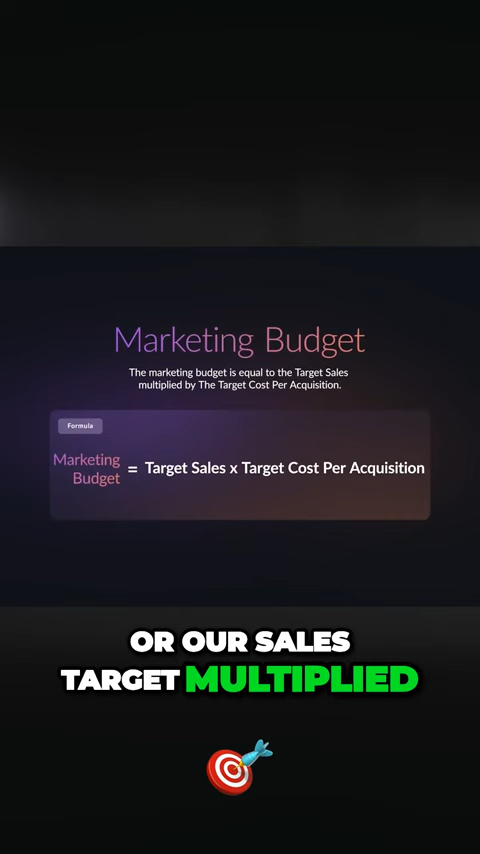 Marketing Budget
The marketing budget is equal to the Target Sales
multiplied by The Target Cost Per Acquisition.
Formula
Marketing
Budget
= Target Sales x Target Cost Per Acquisition
OR OUR SALES
TARGET MULTIPLIED